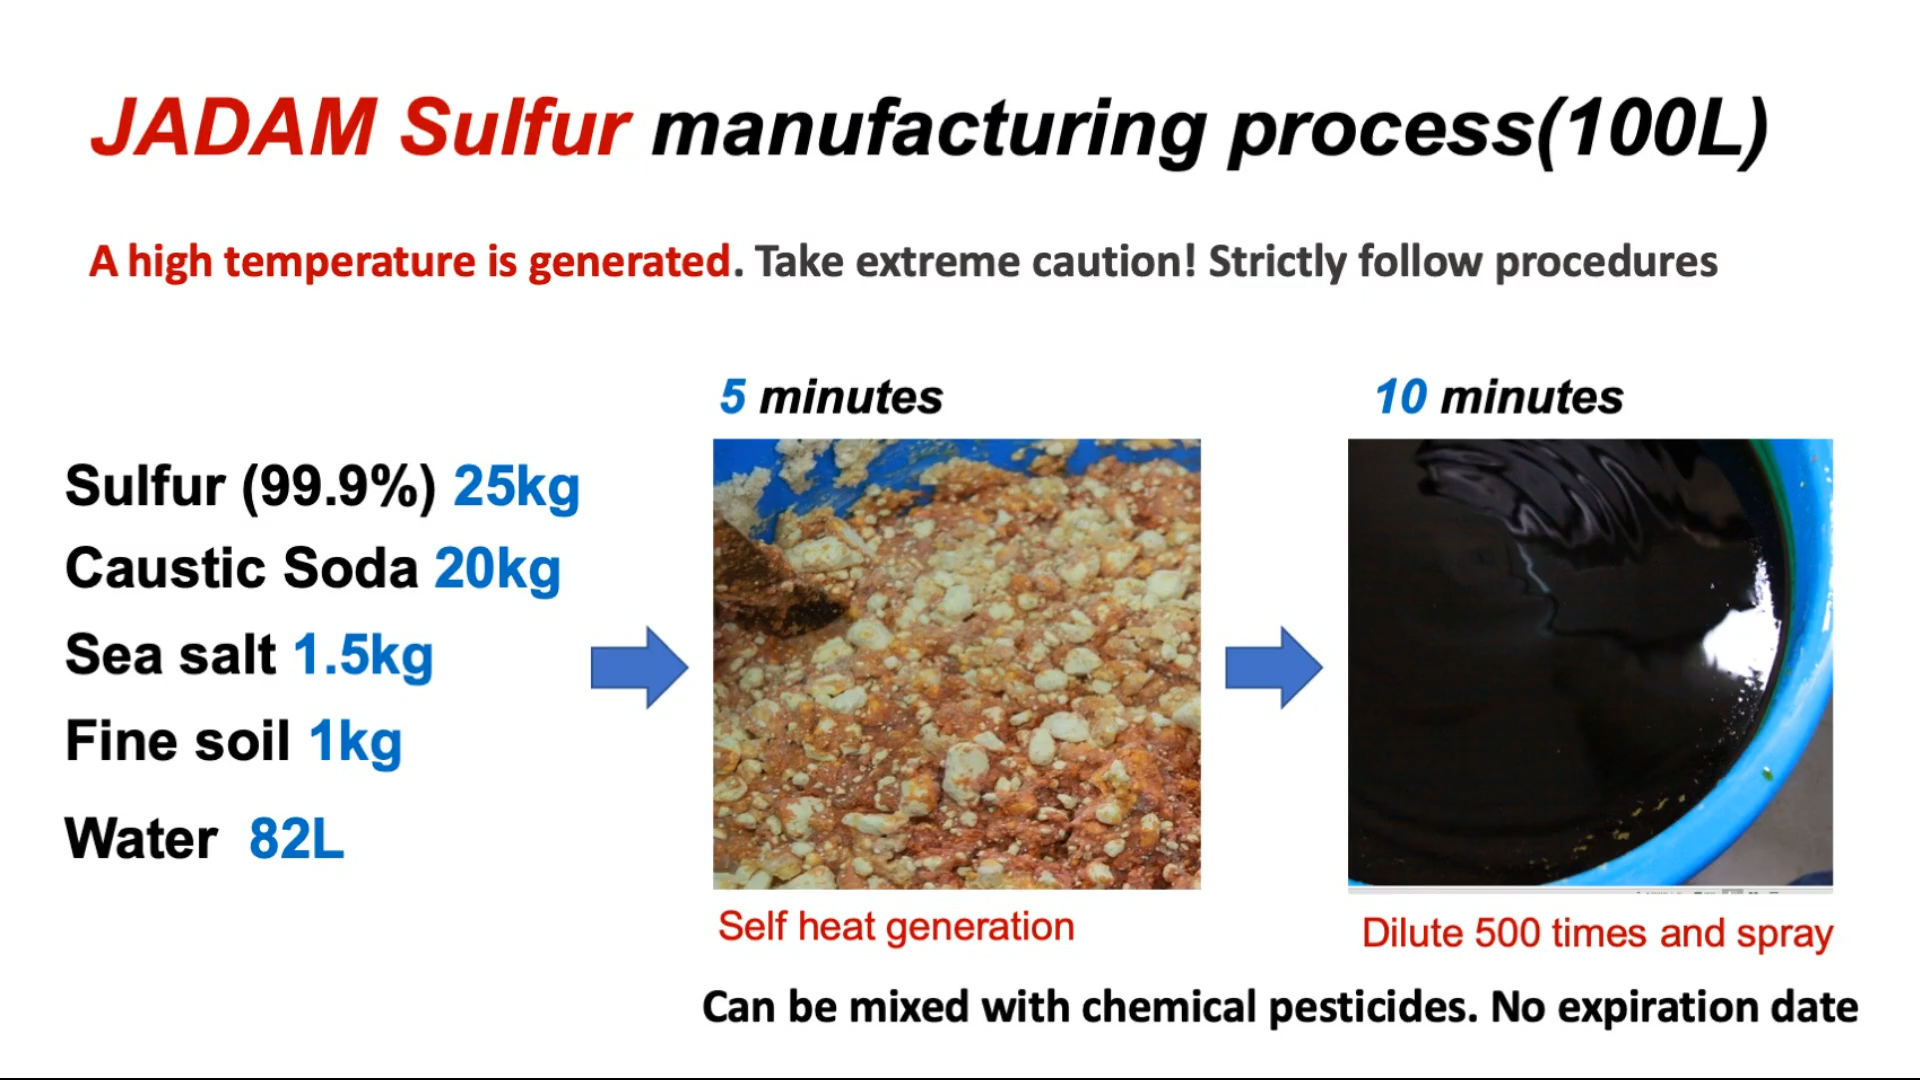 JADAM Sulfur manufacturing process(100L)
A high temperature is generated. Take extreme caution! Strictly follow procedures
5 minutes
10 minutes
Sulfur (99.9%) 25kg
Caustic Soda 20kg
Sea salt 1.5kg
Fine soil 1kg
Water 82L
Self heat generation
Dilute 500 times and spray
Can be mixed with chemical pesticides. No expiration date